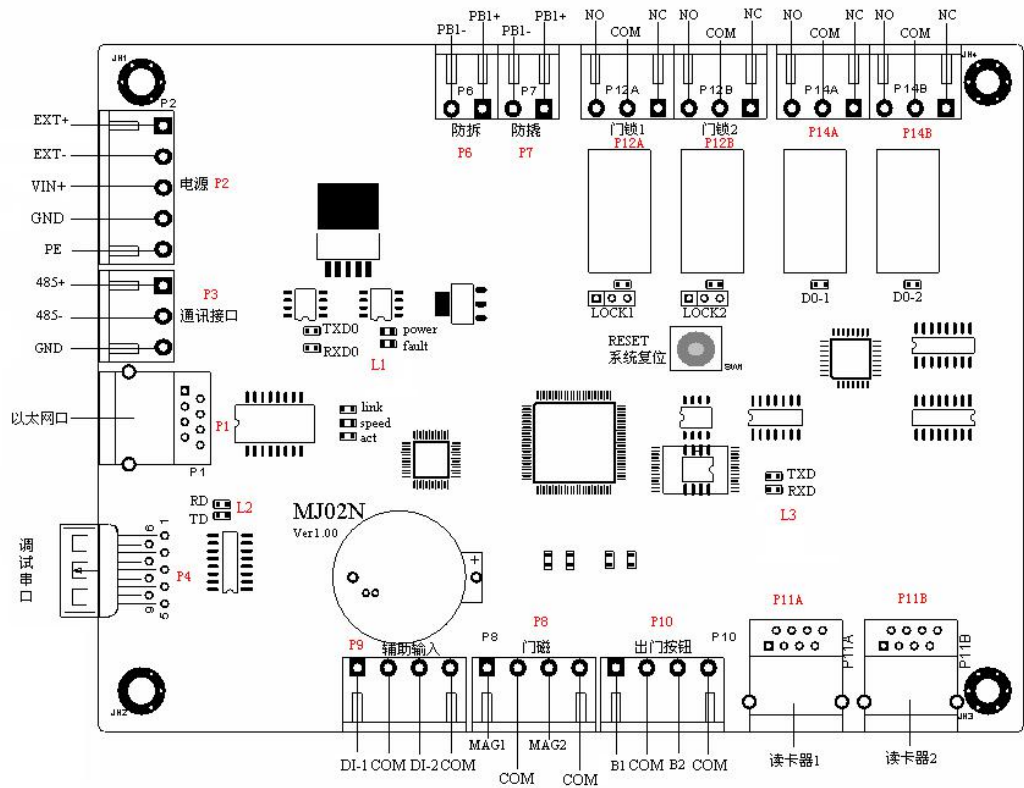 PB1- PB1+ PB1- PB1+ NO COM NC NO COM NC NO COM NC NO COM NC
JH1 JH4
P2 P6 P7 P12A P12B P14A P14B
EXT+
EXT-
VIN+
GND
PE
电源 P2
防拆 防撬 门锁1 门锁2
P6 P7 P12A P12B P14A P14B
485+
485-
GND
P3
通讯接口
TXD0
RXD0
power
fault
L1
LOCK1 LOCK2 D0-1 D0-2
RESET
系统复位
以太网口
P1
P1
link
speed
act
TXD
RXD
L3
RD
TD
L2
MJ02N
Ver1.00
+
调试串口
6 1
9 5
P4
P9 P8 P10 P11A P11B
辅助输入 P8 门磁 出门按钮 P10
P11A P11B
JH2 JH3
DI-1 COM DI-2 COM MAG1 COM MAG2 COM B1 COM B2 COM
读卡器1 读卡器2